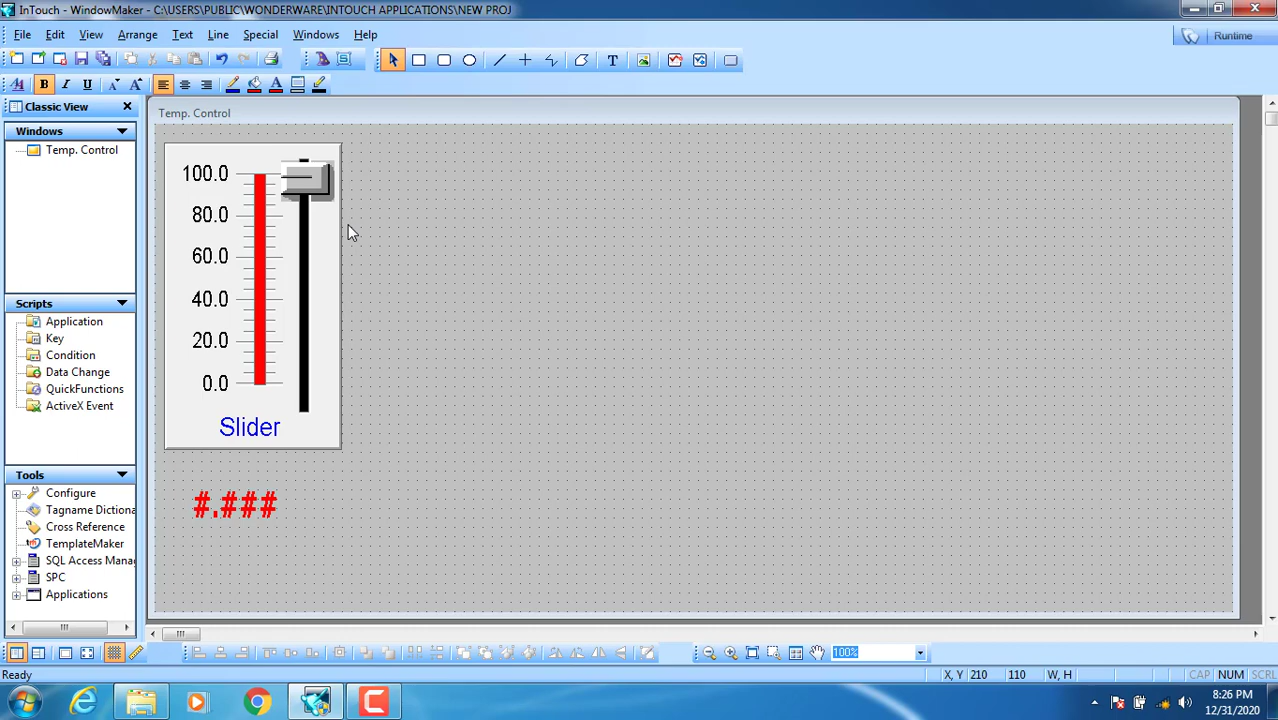 InTouch - WindowMaker - C:\USERS\PUBLIC\WONDERWARE\INTOUCH APPLICATIONS\NEW PROJ
File Edit View Arrange Text Line Special Windows Help
Runtime
Classic View
Windows
Temp. Control
Scripts
Application
Key
Condition
Data Change
QuickFunctions
ActiveX Event
Tools
Configure
Tagname Dictiona
Cross Reference
TemplateMaker
SQL Access Mana
SPC
Applications
Temp. Control
100.0
80.0
60.0
40.0
20.0
0.0
Slider
#.###
100%
Ready
X, Y 210 110 W, H CAP NUM SCRL
8:26 PM
12/31/2020